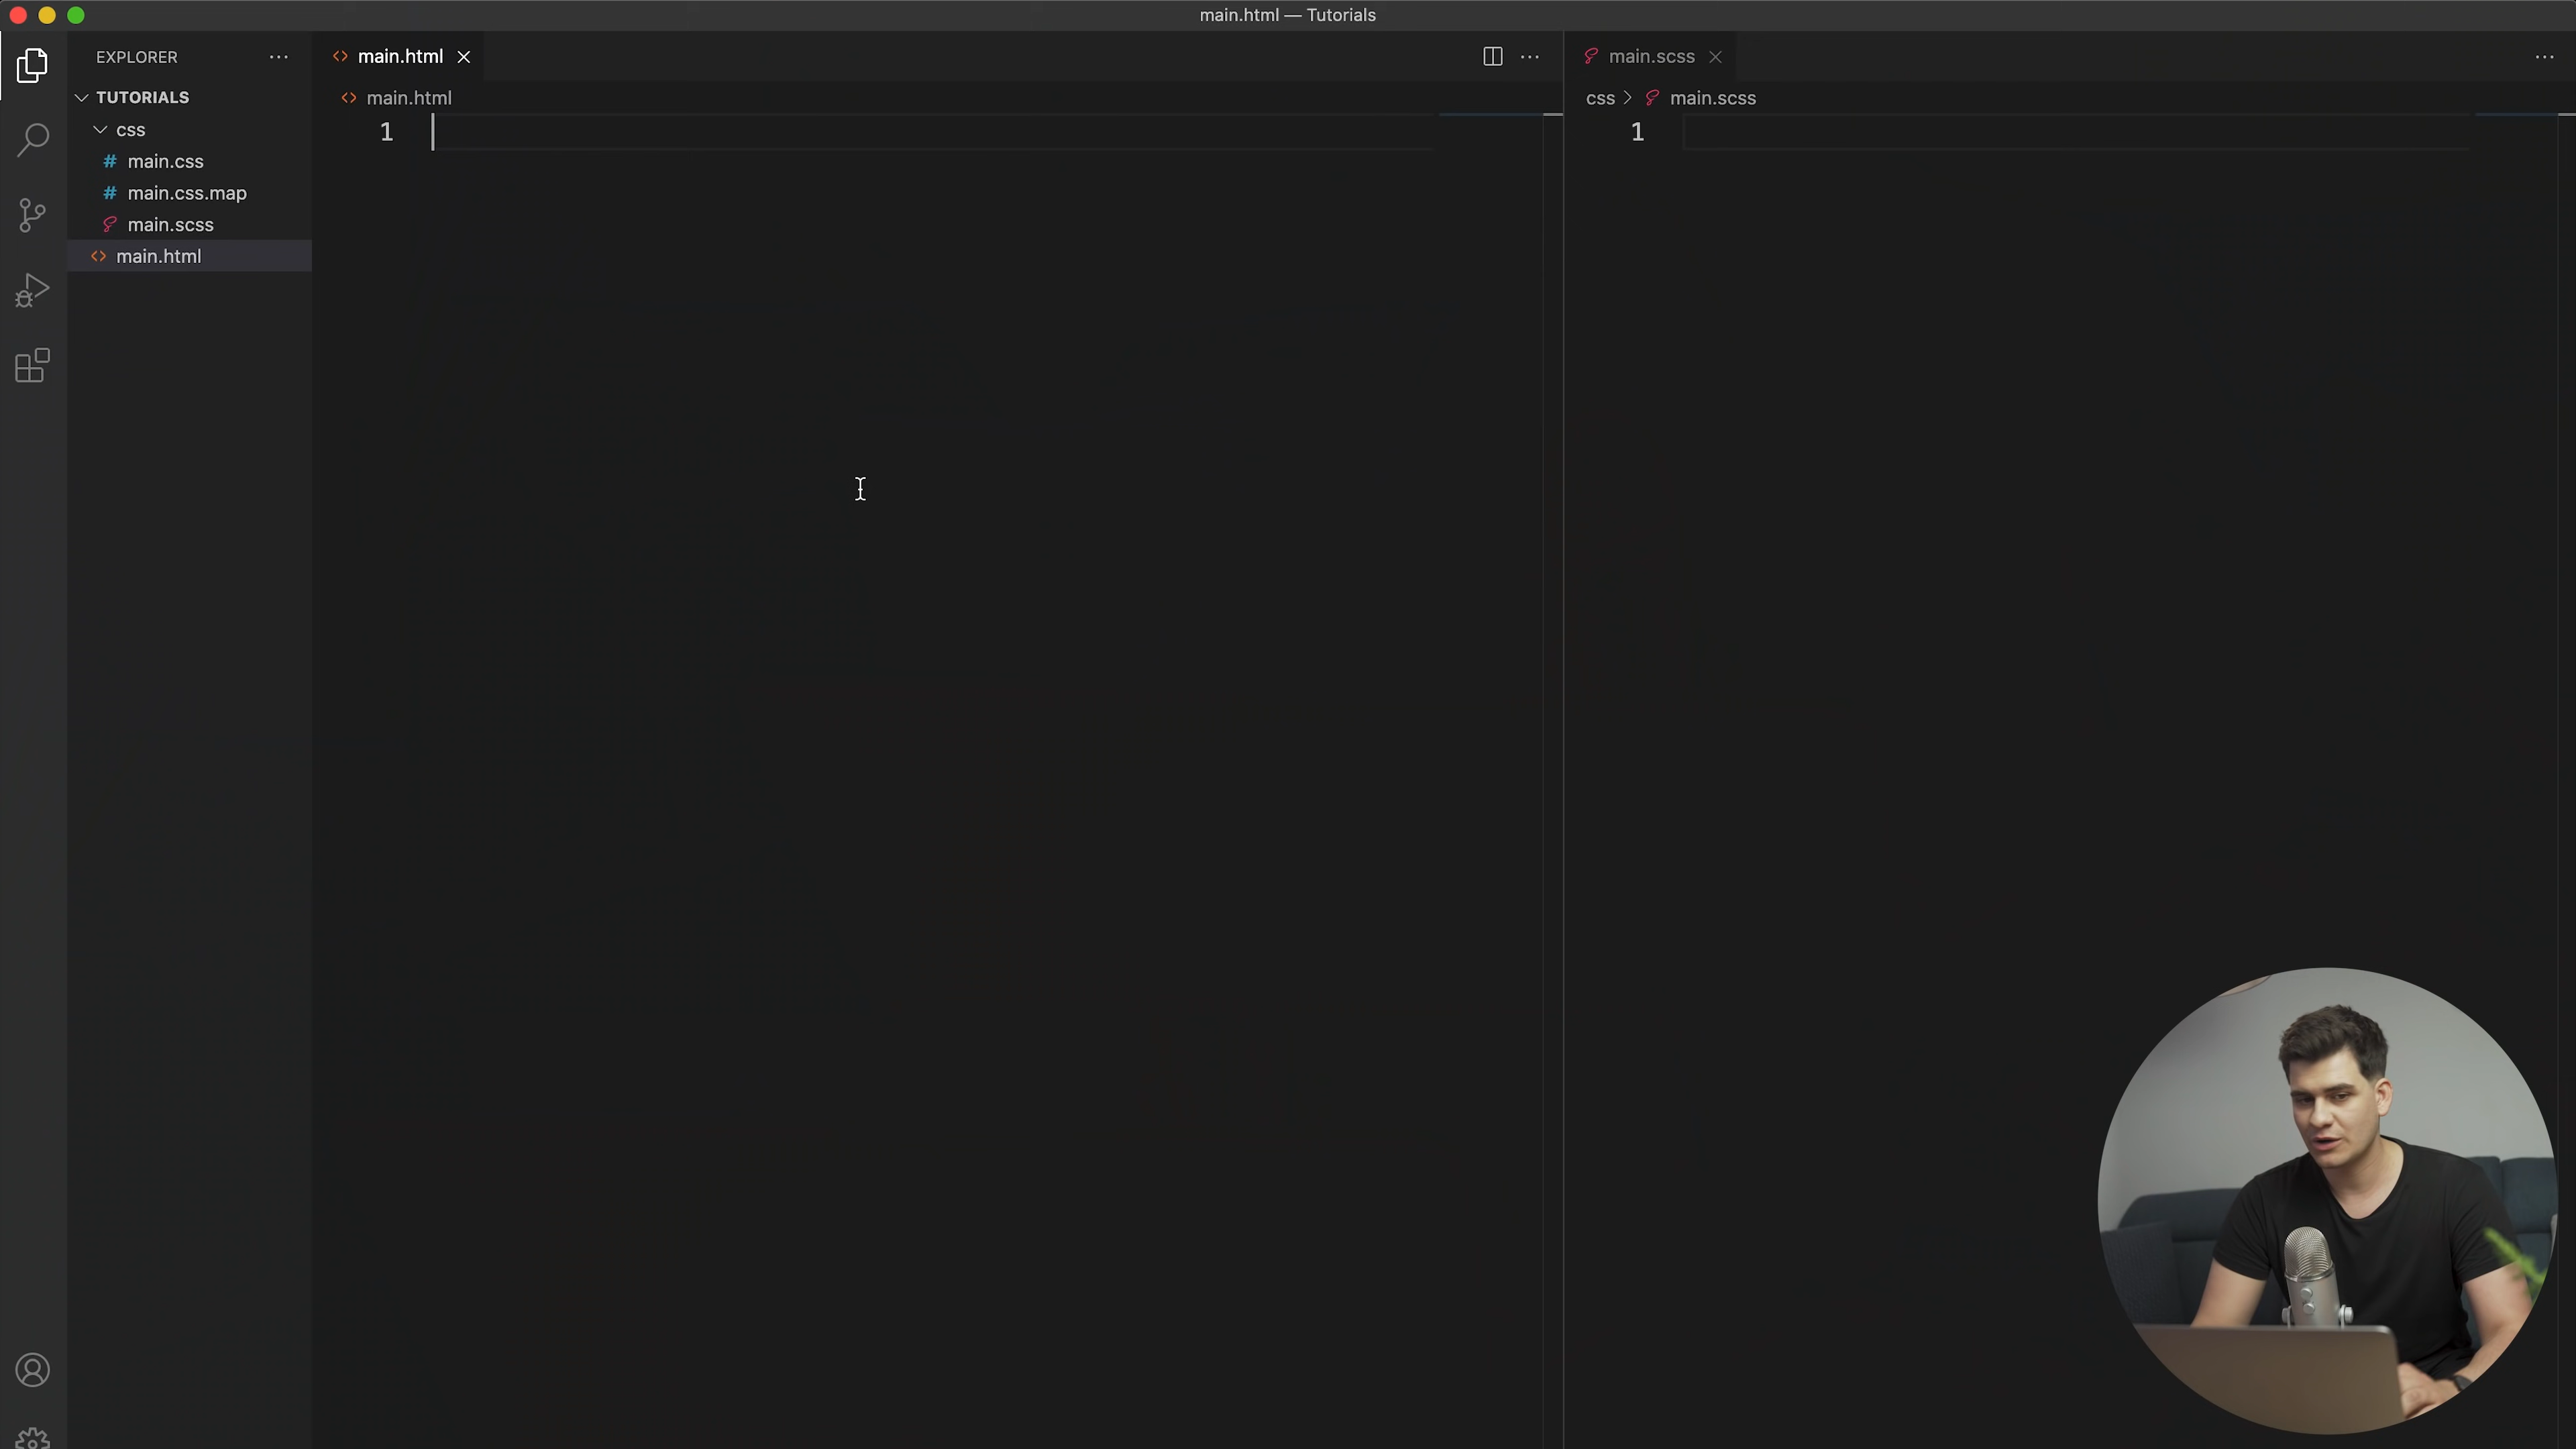 main.html — Tutorials
EXPLORER
TUTORIALS
css
# main.css
# main.css.map
main.scss
<> main.html
<> main.html
<> main.html
1
main.scss
css > main.scss
1